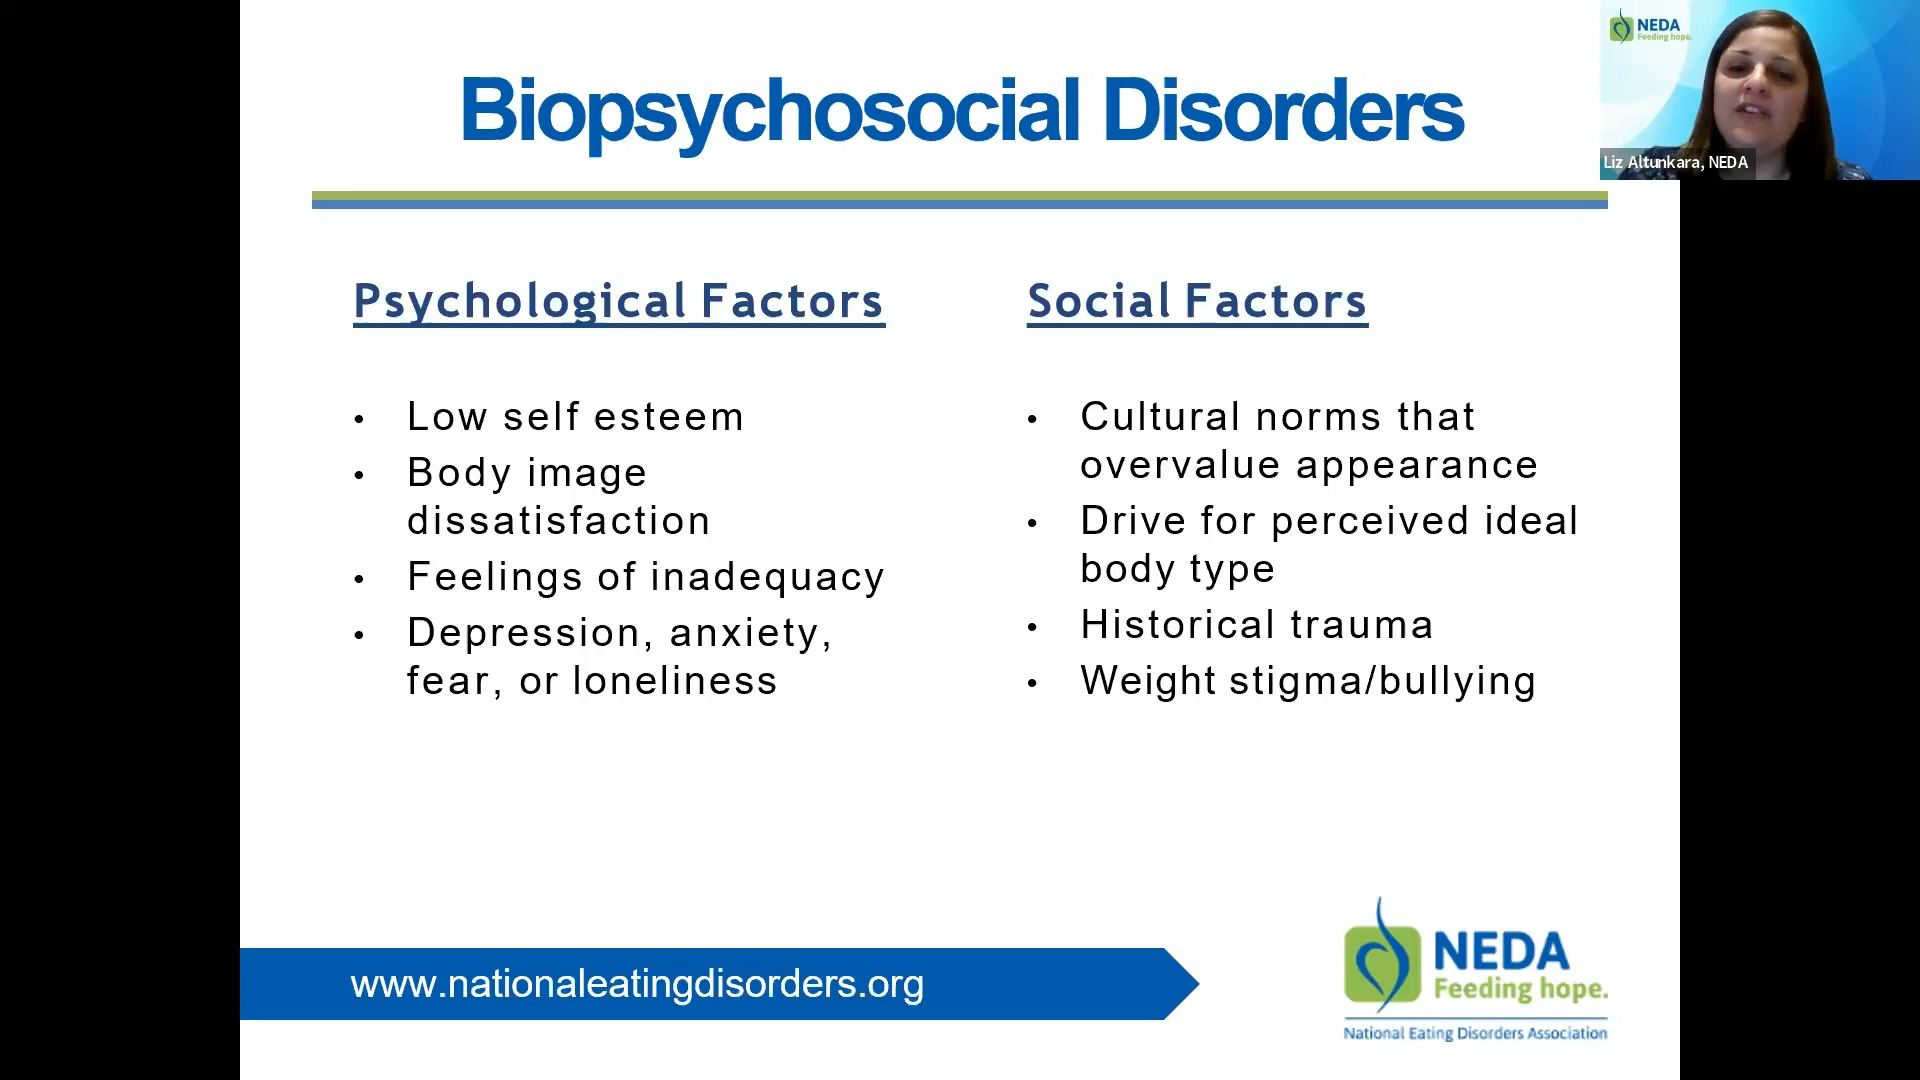 Biopsychosocial Disorders
NEDA
Feeding hope.
Liz Altunkara, NEDA
Psychological Factors
• Low self esteem
• Body image
dissatisfaction
• Feelings of inadequacy
• Depression, anxiety,
fear, or loneliness
Social Factors
• Cultural norms that
overvalue appearance
• Drive for perceived ideal
body type
• Historical trauma
• Weight stigma/bullying
www.nationaleatingdisorders.org
NEDA
Feeding hope.
National Eating Disorders Association